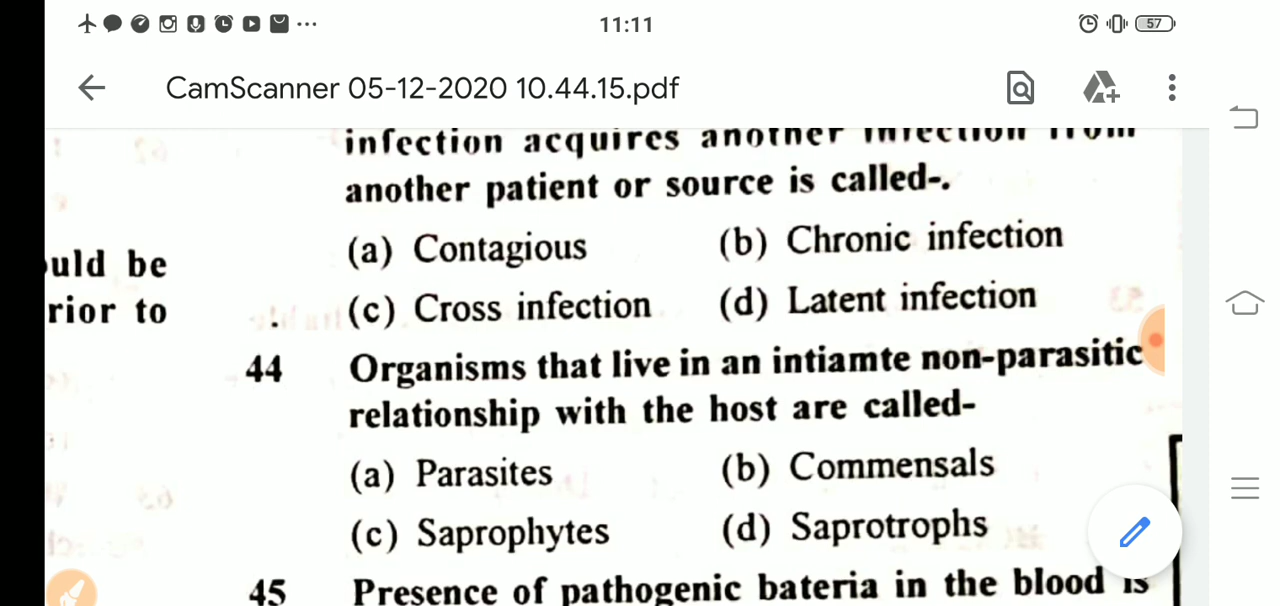 11:11
57
CamScanner 05-12-2020 10.44.15.pdf
infection acquires another infection from
another patient or source is called-.
uld be
rior to
(a) Contagious (b) Chronic infection
(c) Cross infection (d) Latent infection
44 Organisms that live in an intiamte non-parasitic
relationship with the host are called-
(a) Parasites (b) Commensals
(c) Saprophytes (d) Saprotrophs
45 Presence of pathogenic bateria in the blood is